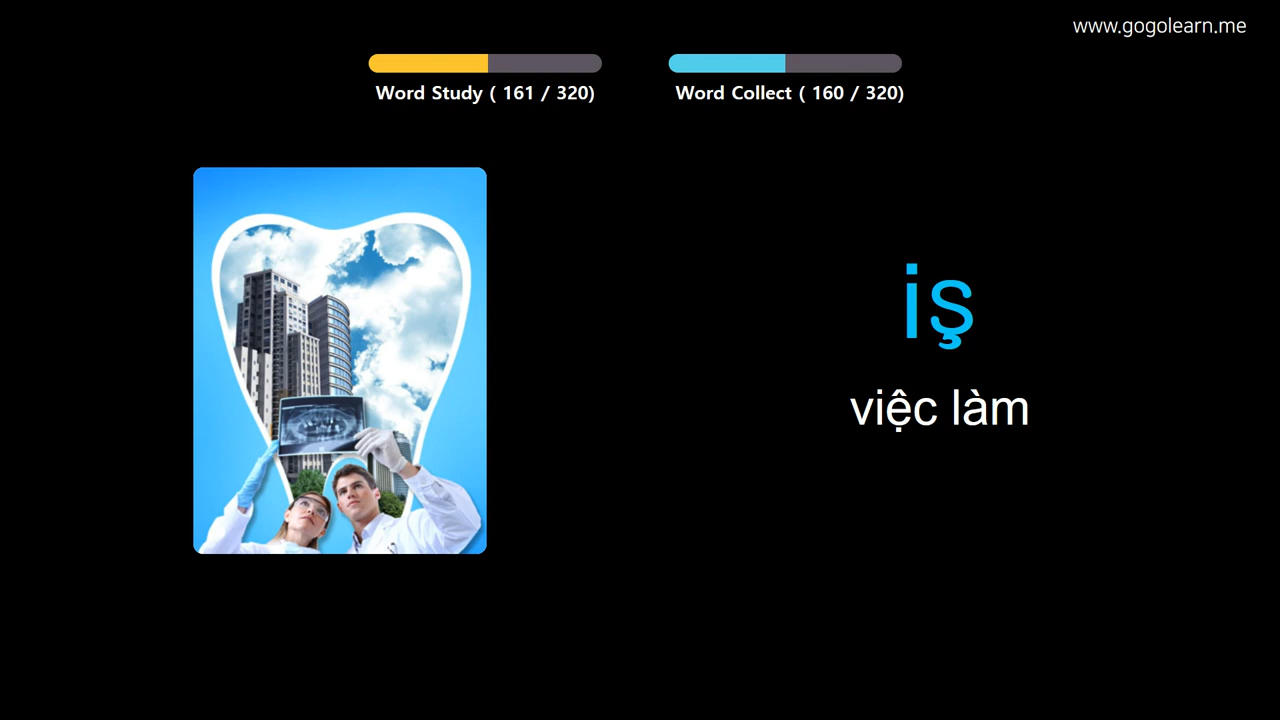 www.gogolearn.me
Word Study ( 161 / 320)
Word Collect ( 160 / 320)
iş
việc làm